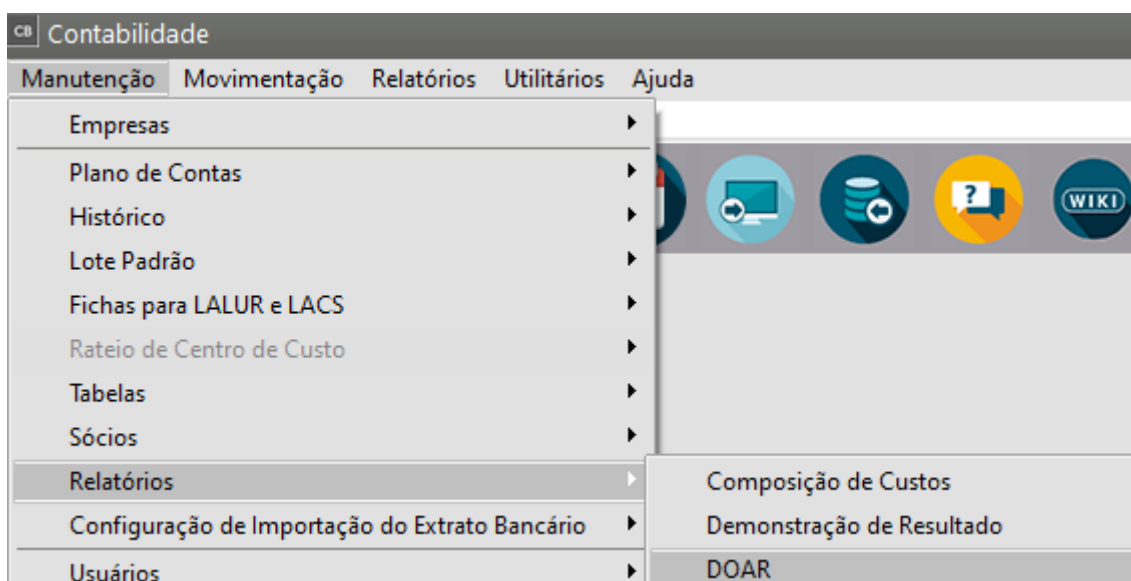 CB Contabilidade
Manutenção Movimentação Relatórios Utilitários Ajuda
Empresas
Plano de Contas
Histórico
Lote Padrão
Fichas para LALUR e LACS
Rateio de Centro de Custo
Tabelas
Sócios
Relatórios
Configuração de Importação do Extrato Bancário
Usuários
? WIKI
Composição de Custos
Demonstração de Resultado
DOAR